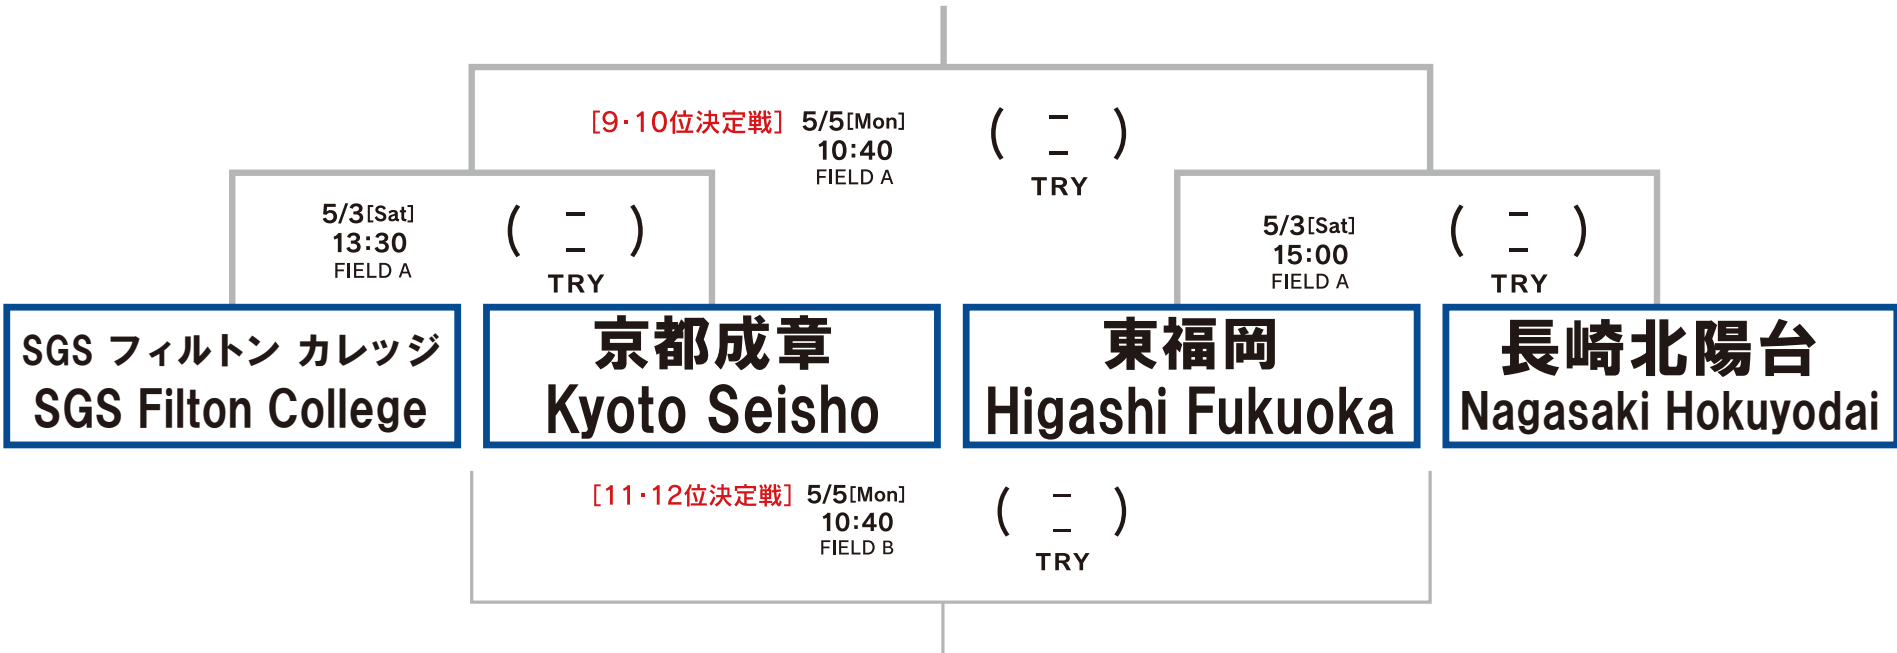 [9・10位決定戦] 5/5[Mon]
10:40
FIELD A
( –
– )
TRY
5/3[Sat]
13:30
FIELD A
( –
– )
TRY
5/3[Sat]
15:00
FIELD A
( –
– )
TRY
SGS フィルトン カレッジ
SGS Filton College
京都成章
Kyoto Seisho
東福岡
Higashi Fukuoka
長崎北陽台
Nagasaki Hokuyodai
[11・12位決定戦] 5/5[Mon]
10:40
FIELD B
( –
– )
TRY